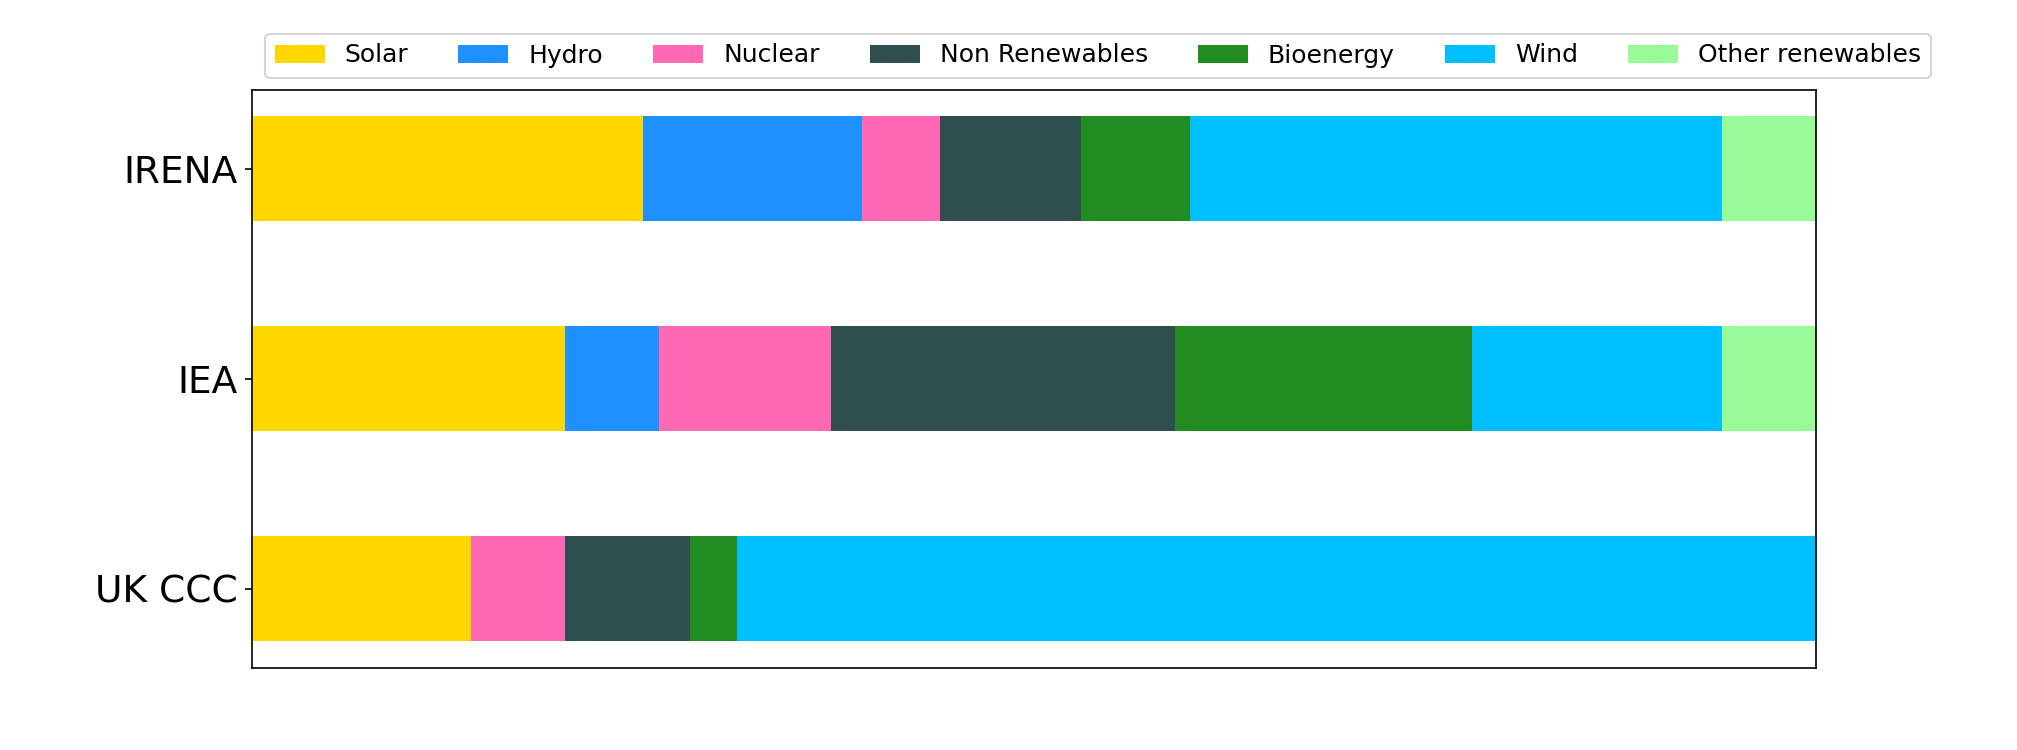 Solar Hydro Nuclear Non Renewables Bioenergy Wind Other renewables
IRENA
IEA
UK CCC